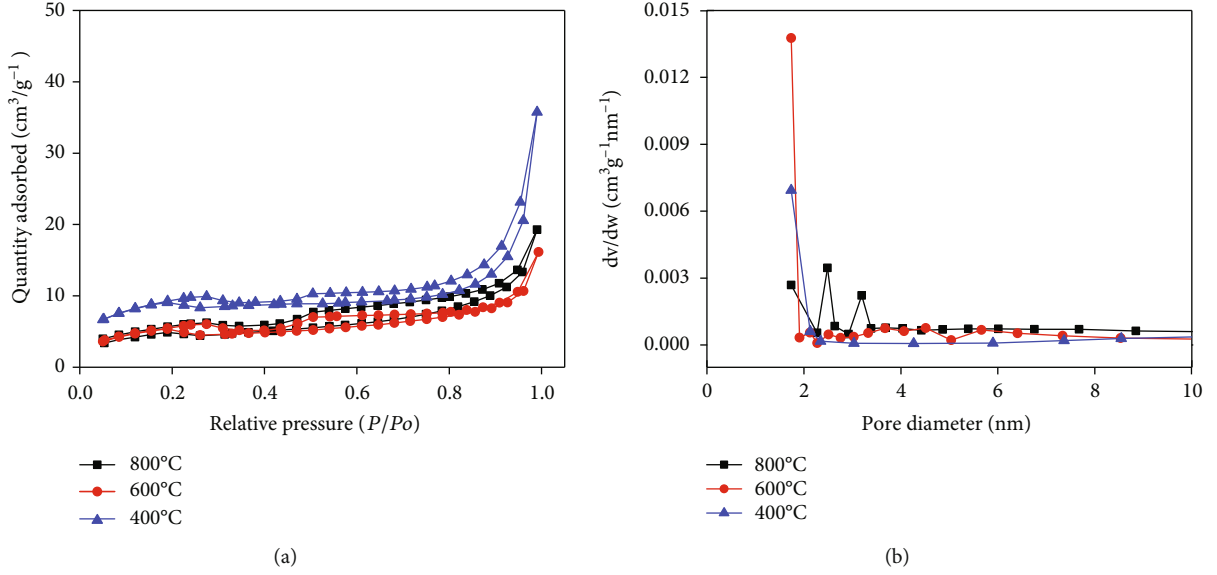 50
40
30
20
10
0
Quantity adsorbed (cm³/g⁻¹)
0.0 0.2 0.4 0.6 0.8 1.0
Relative pressure (P/Po)
800°C
600°C
400°C
(a)
0.015
0.012
0.009
0.006
0.003
0.000
dv/dw (cm³g⁻¹nm⁻¹)
0 2 4 6 8 10
Pore diameter (nm)
800°C
600°C
400°C
(b)